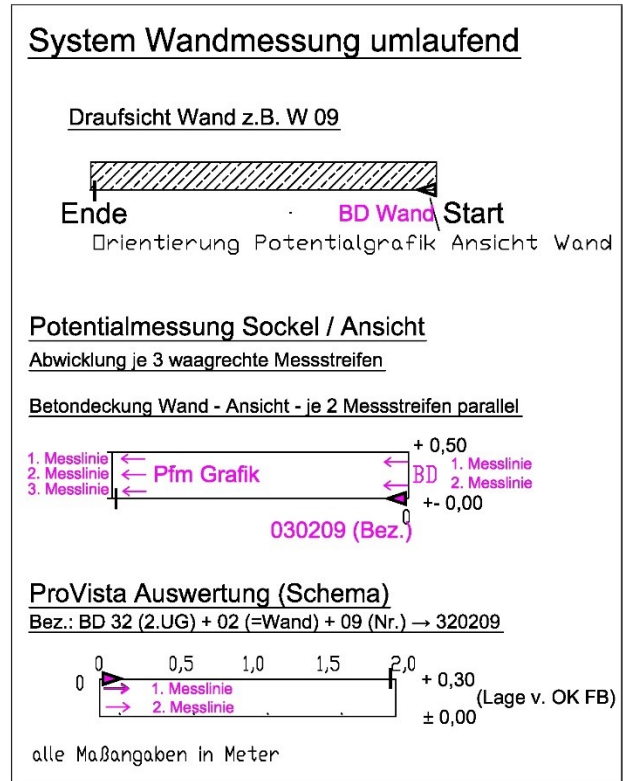 System Wandmessung umlaufend
Draufsicht Wand z.B. W 09
Ende
BD Wand Start
Orientierung Potentialgrafik Ansicht Wand
Potentialmessung Sockel / Ansicht
Abwicklung je 3 waagrechte Messstreifen
Betondeckung Wand - Ansicht - je 2 Messstreifen parallel
+ 0,50
1. Messlinie
2. Messlinie
3. Messlinie
Pfm Grafik
BD
1. Messlinie
2. Messlinie
+- 0,00
0
030209 (Bez.)
ProVista Auswertung (Schema)
Bez.: BD 32 (2.UG) + 02 (=Wand) + 09 (Nr.) → 320209
0 0,5 1,0 1,5 2,0
0
1. Messlinie
2. Messlinie
+ 0,30
(Lage v. OK FB)
± 0,00
alle Maßangaben in Meter